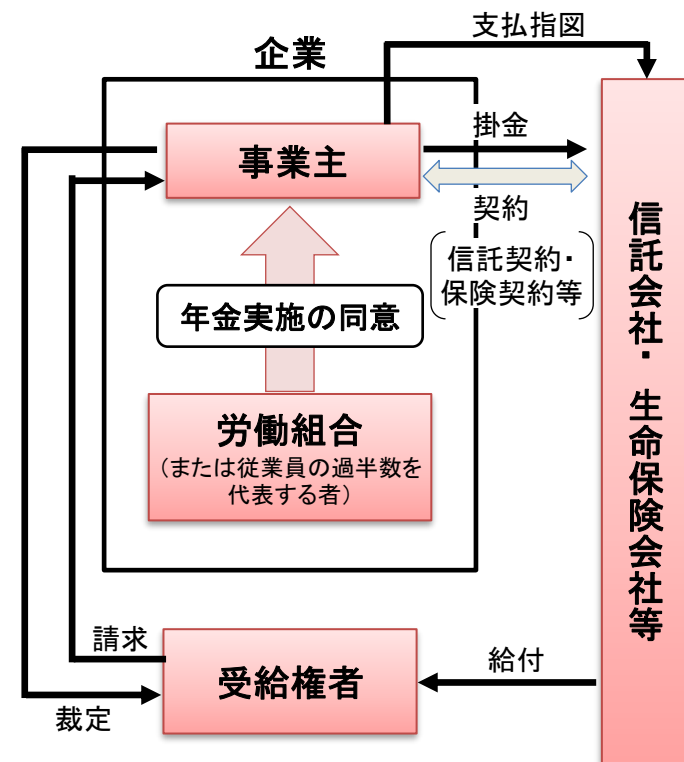 支払指図
企業
事業主
掛金
契約
信託契約・
保険契約等
年金実施の同意
労働組合
（または従業員の過半数を
代表する者）
信託会社・生命保険会社等
請求
受給権者
給付
裁定